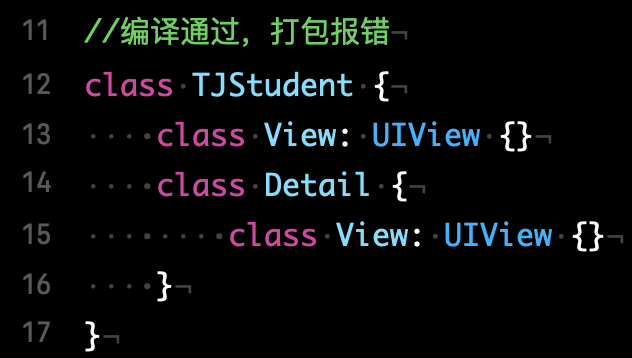 11 //编译通过，打包报错¬
12 class·TJStudent·{¬
13 ····class·View:·UIView·{}¬
14 ····class·Detail·{¬
15 ········class·View:·UIView·{}¬
16 ····}¬
17 }¬